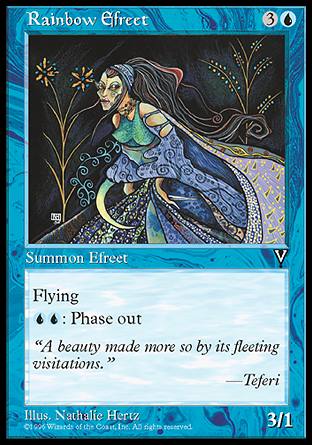 Rainbow Efreet 3
Summon Efreet V
Flying
: Phase out
“A beauty made more so by its fleeting
visitations.”
—Teferi
Illus. Nathalie Hertz
©1996 Wizards of the Coast, Inc. All rights reserved.
3/1